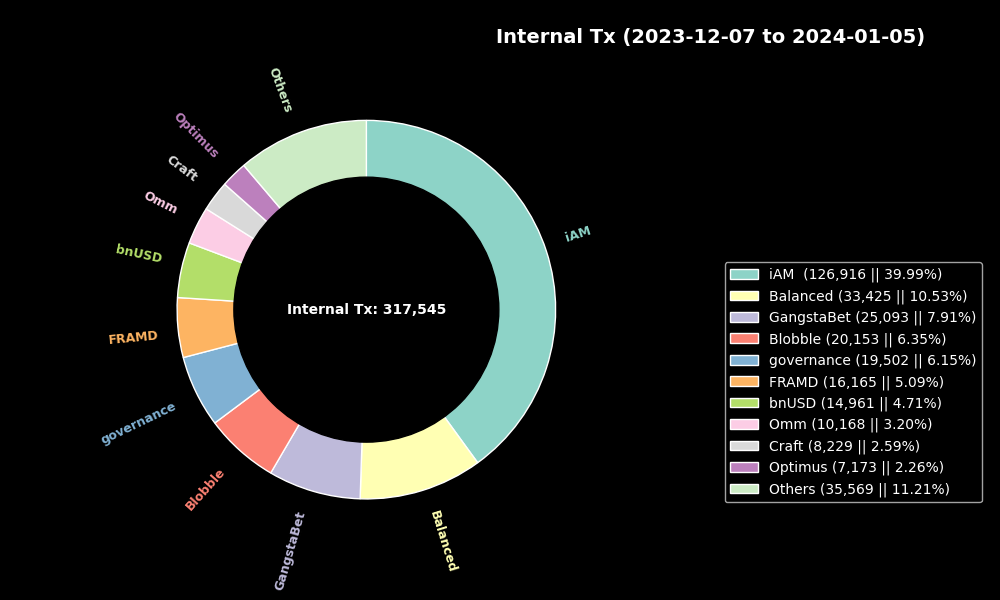 Internal Tx (2023-12-07 to 2024-01-05)
Others
Optimus
Craft
Omm
bnUSD
FRAMD
governance
Blobble
GangstaBet
Balanced
iAM
Internal Tx: 317,545
iAM  (126,916 || 39.99%)
Balanced (33,425 || 10.53%)
GangstaBet (25,093 || 7.91%)
Blobble (20,153 || 6.35%)
governance (19,502 || 6.15%)
FRAMD (16,165 || 5.09%)
bnUSD (14,961 || 4.71%)
Omm (10,168 || 3.20%)
Craft (8,229 || 2.59%)
Optimus (7,173 || 2.26%)
Others (35,569 || 11.21%)